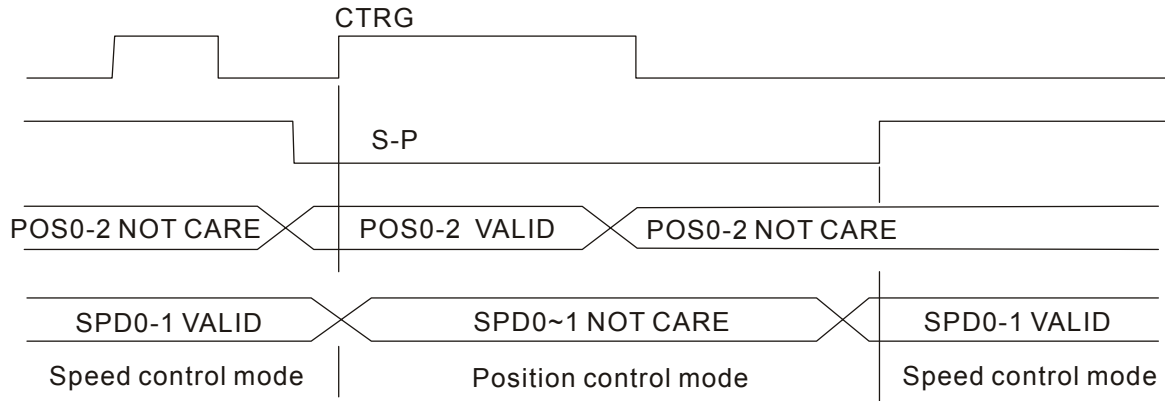 CTRG
S-P
POS0-2 NOT CARE POS0-2 VALID POS0-2 NOT CARE
SPD0-1 VALID SPD0~1 NOT CARE SPD0-1 VALID
Speed control mode Position control mode Speed control mode